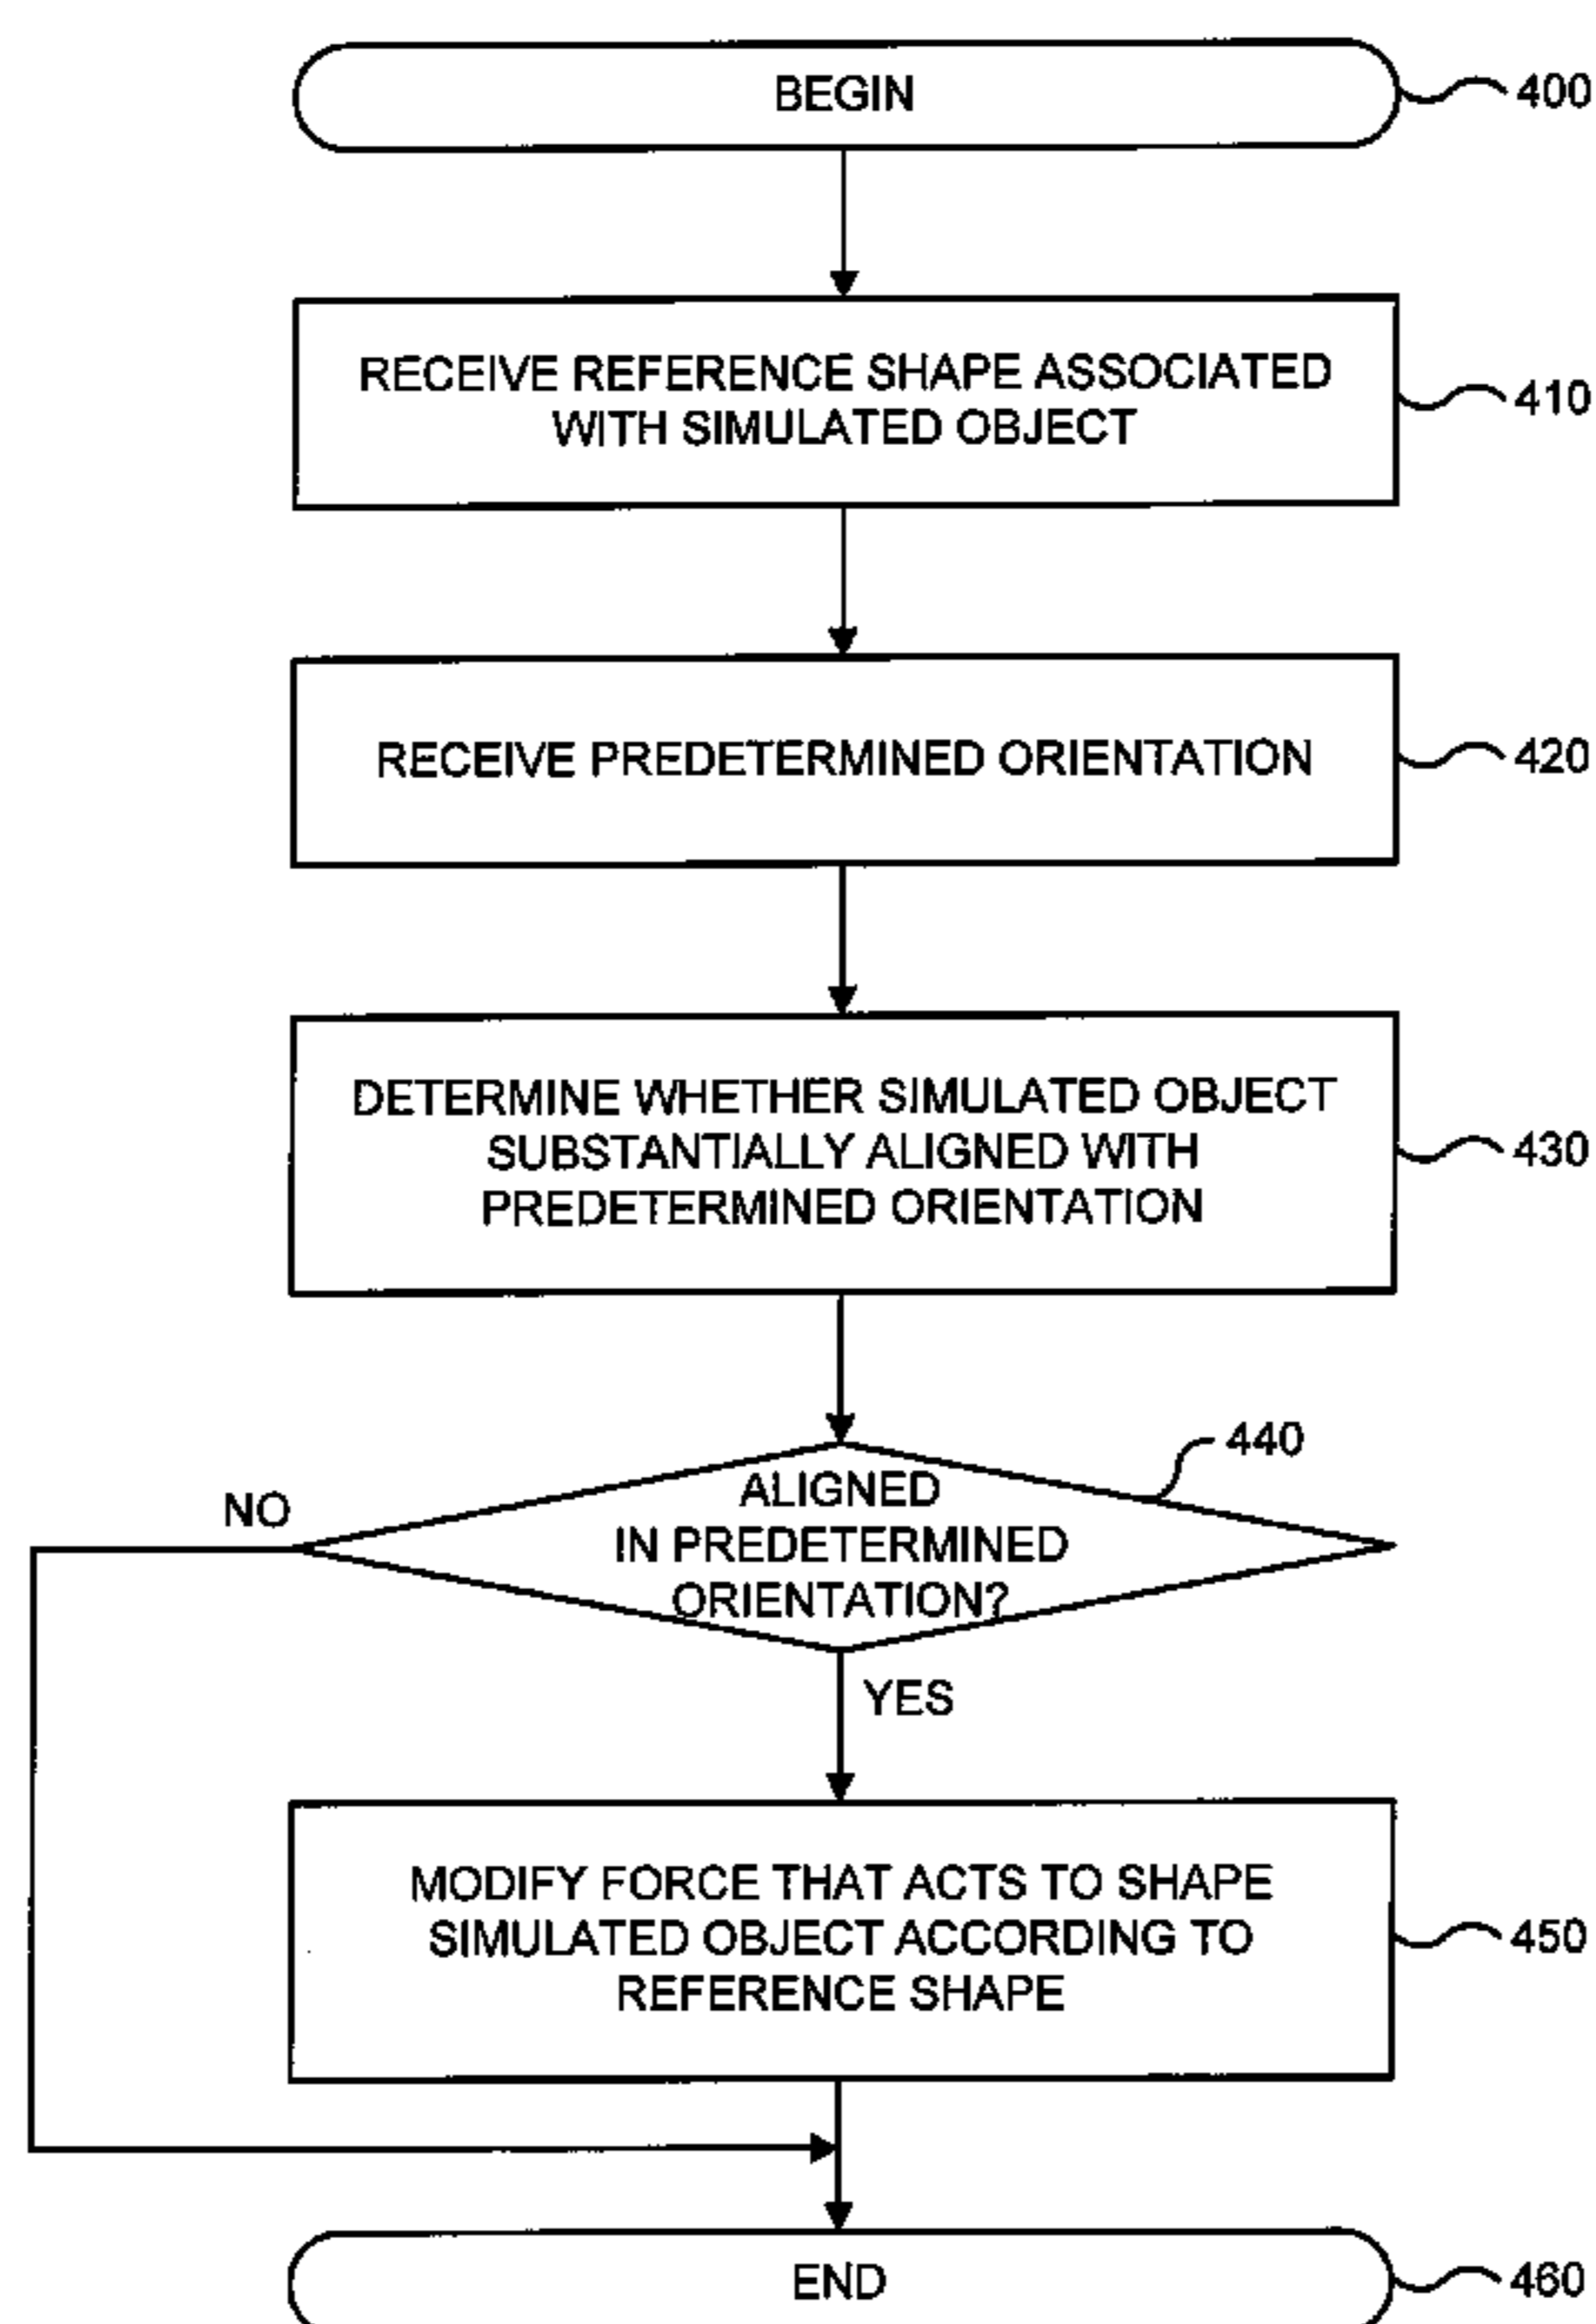 BEGIN
400
RECEIVE REFERENCE SHAPE ASSOCIATED
WITH SIMULATED OBJECT
410
RECEIVE PREDETERMINED ORIENTATION
420
DETERMINE WHETHER SIMULATED OBJECT
SUBSTANTIALLY ALIGNED WITH
PREDETERMINED ORIENTATION
430
440
NO
ALIGNED
IN PREDETERMINED
ORIENTATION?
YES
MODIFY FORCE THAT ACTS TO SHAPE
SIMULATED OBJECT ACCORDING TO
REFERENCE SHAPE
450
END
460